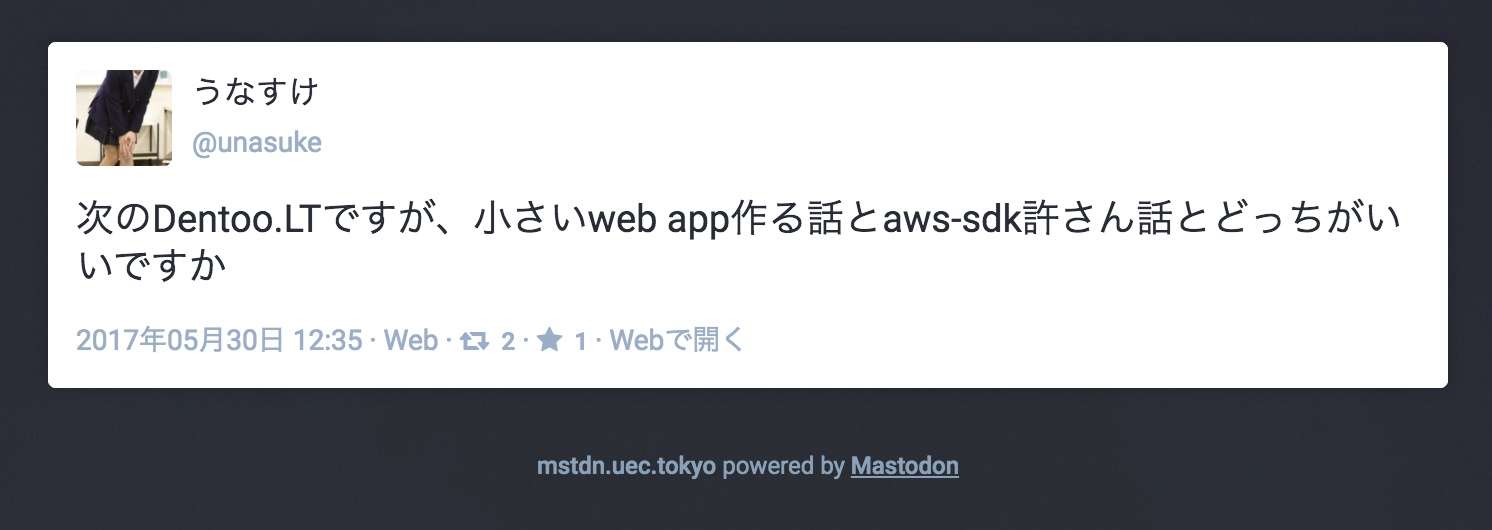 うなすけ
@unasuke
次のDentoo.LTですが、小さいweb app作る話とaws-sdk許さん話とどっちがい
いですか
2017年05月30日 12:35 · Web · 2 · 1 · Webで開く
mstdn.uec.tokyo powered by Mastodon